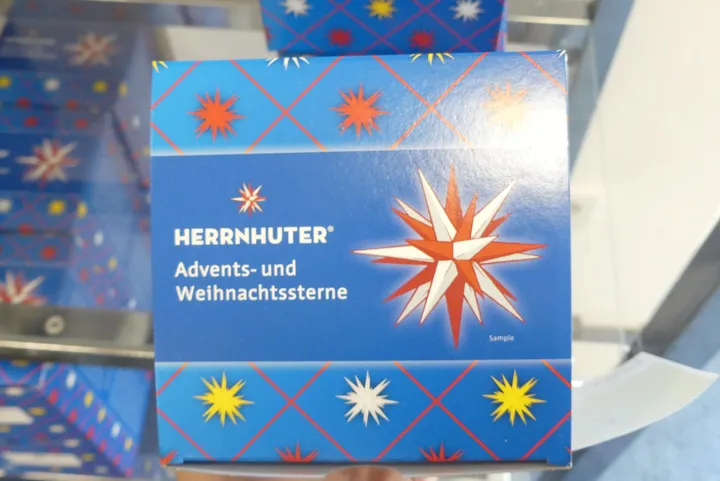 HERRNHUTER®
Advents- und
Weihnachtssterne
Sample